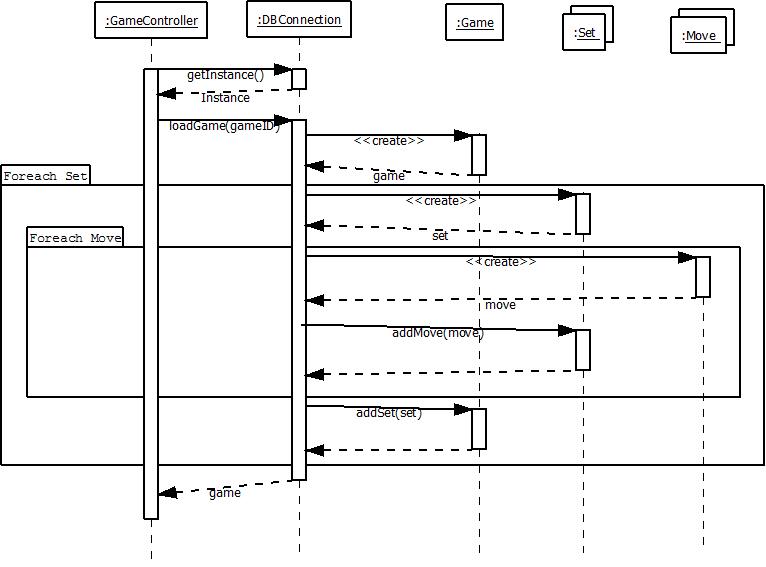 :GameController
:DBConnection
:Game
:Set
:Move
getInstance()
Instance
loadGame(gameID)
<<create>>
game
Foreach Set
<<create>>
set
Foreach Move
<<create>>
move
addMove(move)
addSet(set)
game